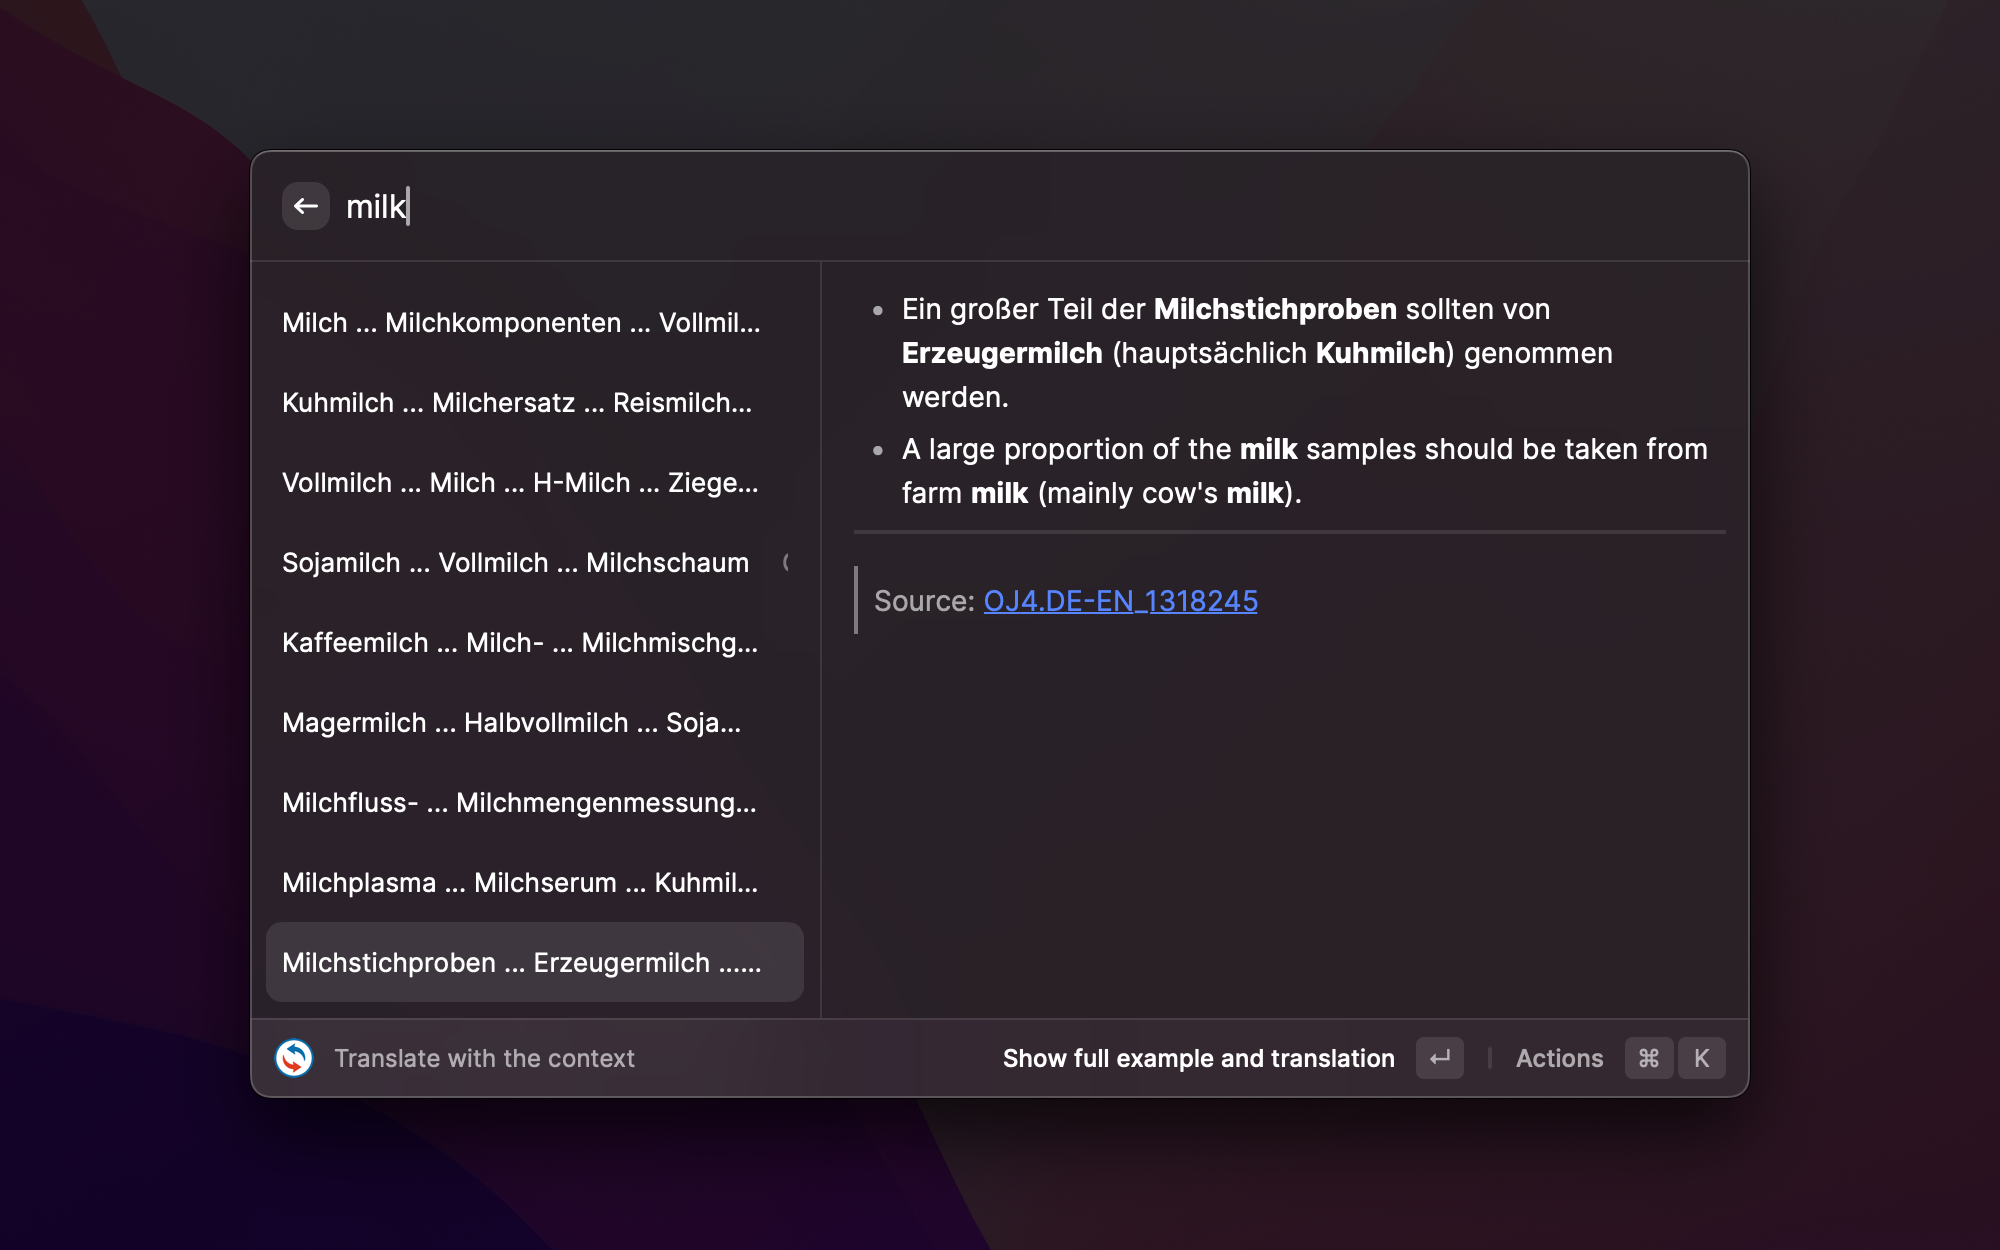 milk
Milch ... Milchkomponenten ... Vollmil...
Kuhmilch ... Milchersatz ... Reismilch...
Vollmilch ... Milch ... H-Milch ... Ziege...
Sojamilch ... Vollmilch ... Milchschaum
Kaffeemilch ... Milch- ... Milchmischg...
Magermilch ... Halbvollmilch ... Soja...
Milchfluss- ... Milchmengenmessung...
Milchplasma ... Milchserum ... Kuhmil...
Milchstichproben ... Erzeugermilch ......
Ein großer Teil der Milchstichproben sollten von
Erzeugermilch (hauptsächlich Kuhmilch) genommen
werden.
A large proportion of the milk samples should be taken from
farm milk (mainly cow's milk).
Source: OJ4.DE-EN_1318245
Translate with the context
Show full example and translation ↵
Actions ⌘ K